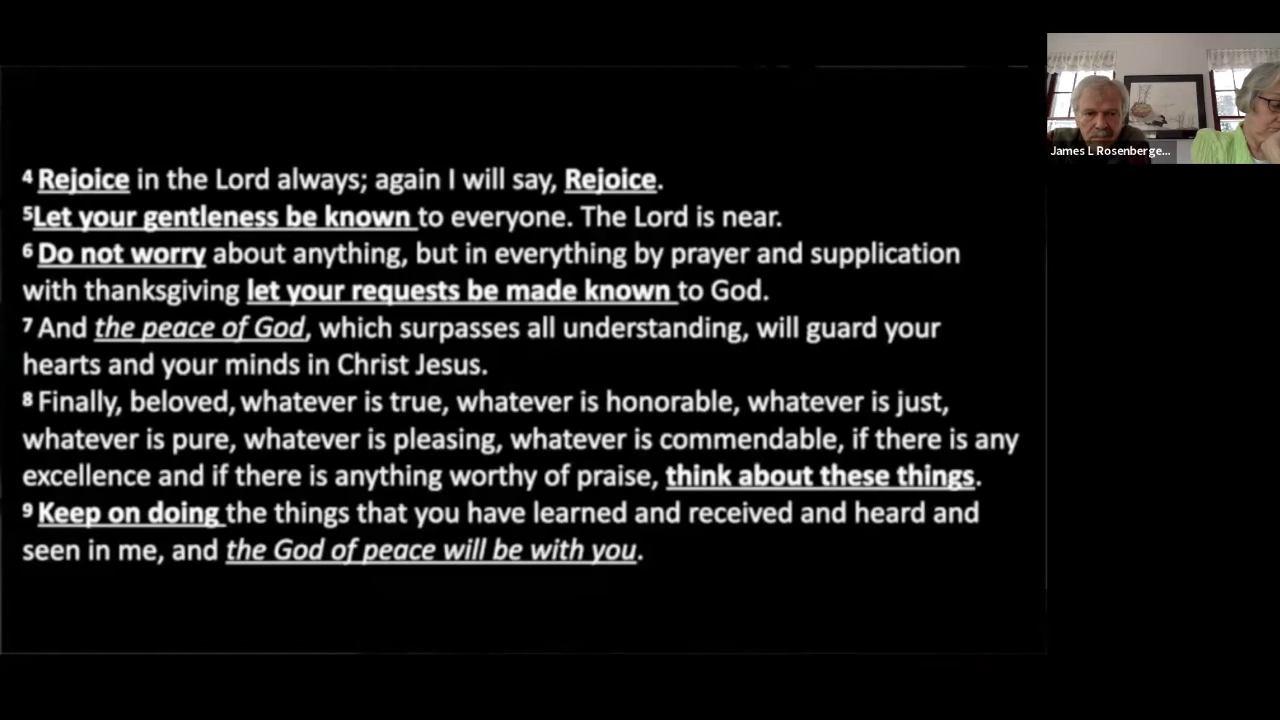 ⁴ Rejoice in the Lord always; again I will say, Rejoice.
⁵Let your gentleness be known to everyone. The Lord is near.
⁶ Do not worry about anything, but in everything by prayer and supplication
with thanksgiving let your requests be made known to God.
⁷ And the peace of God, which surpasses all understanding, will guard your
hearts and your minds in Christ Jesus.
⁸ Finally, beloved, whatever is true, whatever is honorable, whatever is just,
whatever is pure, whatever is pleasing, whatever is commendable, if there is any
excellence and if there is anything worthy of praise, think about these things.
⁹ Keep on doing the things that you have learned and received and heard and
seen in me, and the God of peace will be with you.
James L Rosenberge...